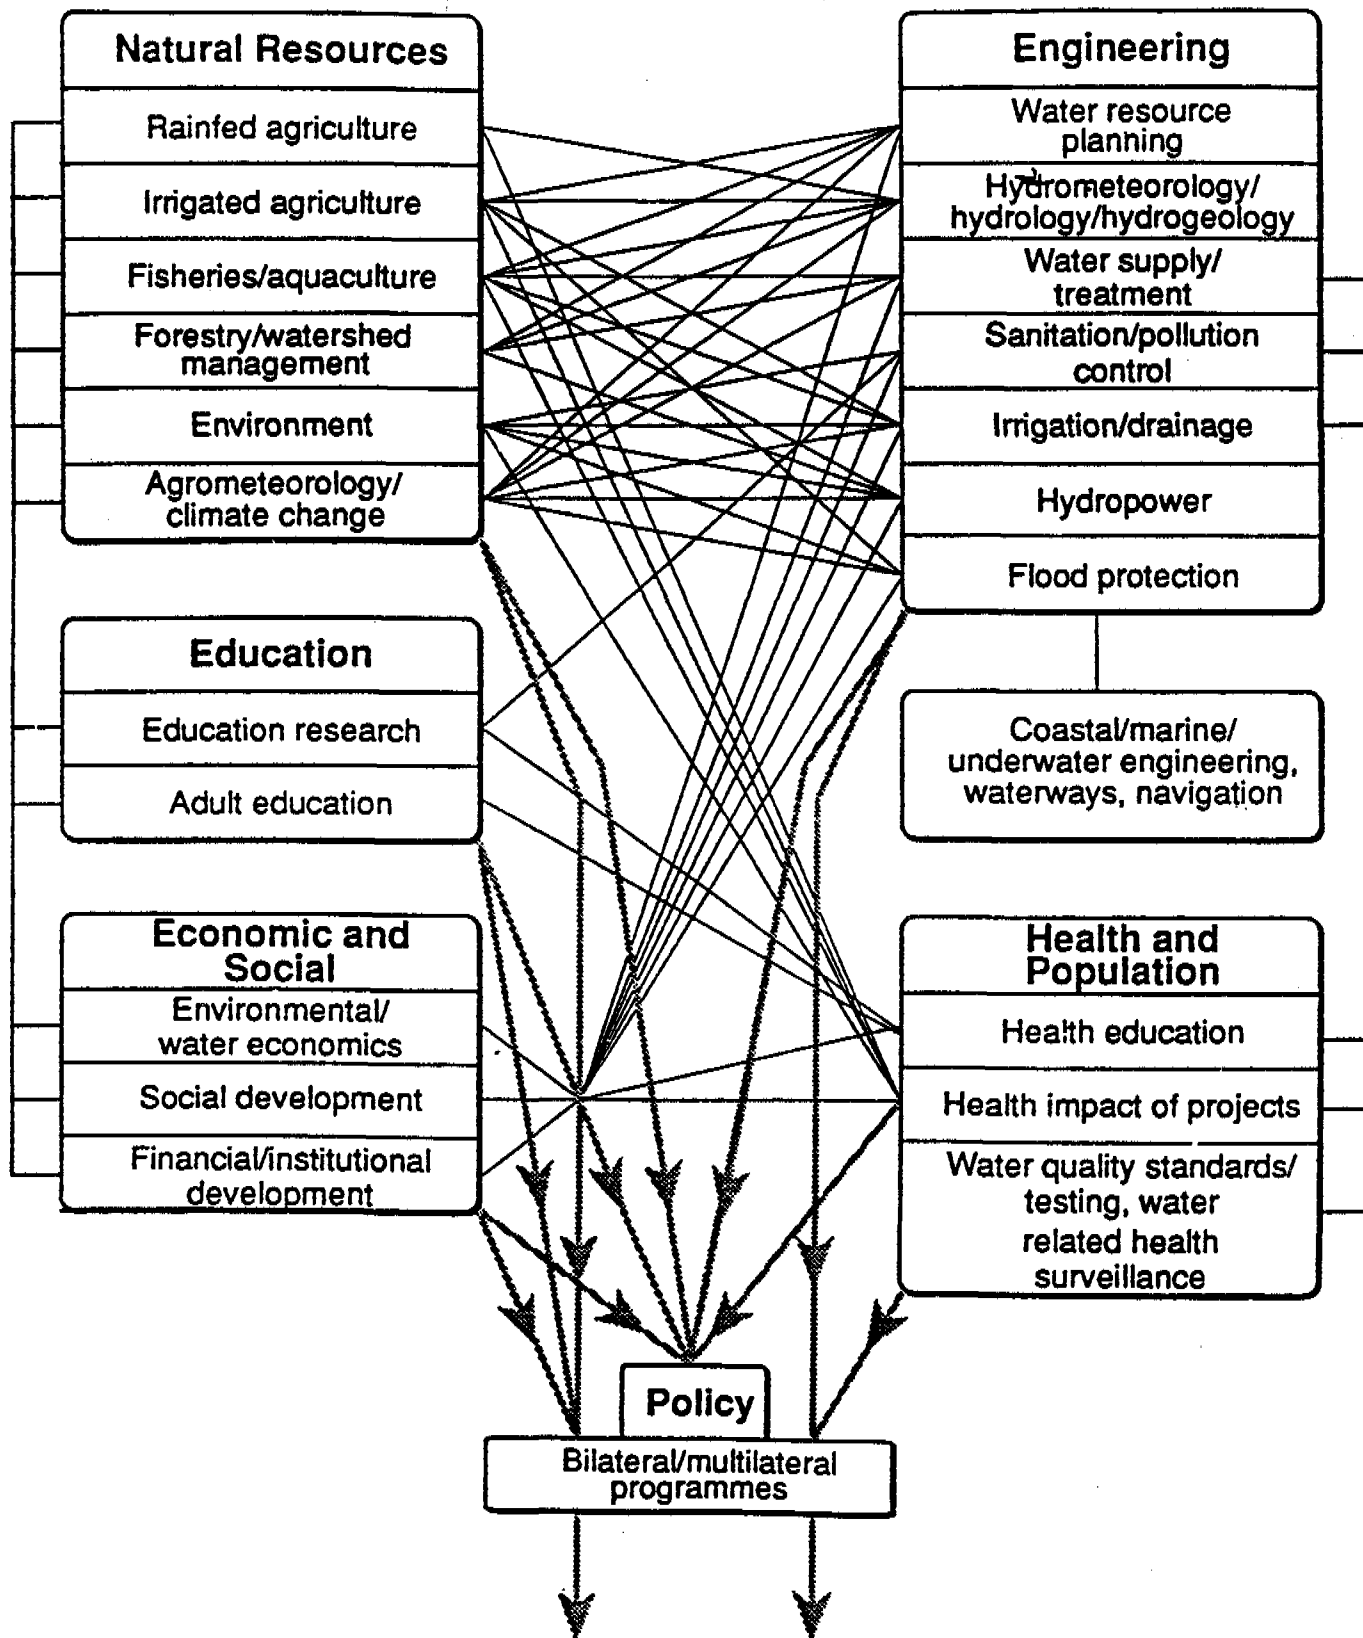 Natural Resources
Rainfed agriculture
Irrigated agriculture
Fisheries/aquaculture
Forestry/watershed
management
Environment
Agrometeorology/
climate change
Education
Education research
Adult education
Economic and
Social
Environmental/
water economics
Social development
Financial/institutional
development
Engineering
Water resource
planning
Hydrometeorology/
hydrology/hydrogeology
Water supply/
treatment
Sanitation/pollution
control
Irrigation/drainage
Hydropower
Flood protection
Coastal/marine/
underwater engineering,
waterways, navigation
Health and
Population
Health education
Health impact of projects
Water quality standards/
testing, water
related health
surveillance
Policy
Bilateral/multilateral
programmes